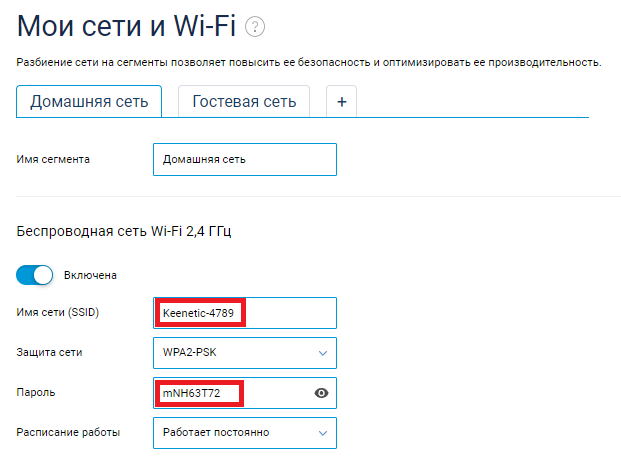 Мои сети и Wi-Fi ?
Разбиение сети на сегменты позволяет повысить ее безопасность и оптимизировать ее производительность.
Домашняя сеть Гостевая сеть +
Имя сегмента Домашняя сеть
Беспроводная сеть Wi-Fi 2,4 ГГц
Включена
Имя сети (SSID) Keenetic-4789
Защита сети WPA2-PSK
Пароль mNH63T72
Расписание работы Работает постоянно